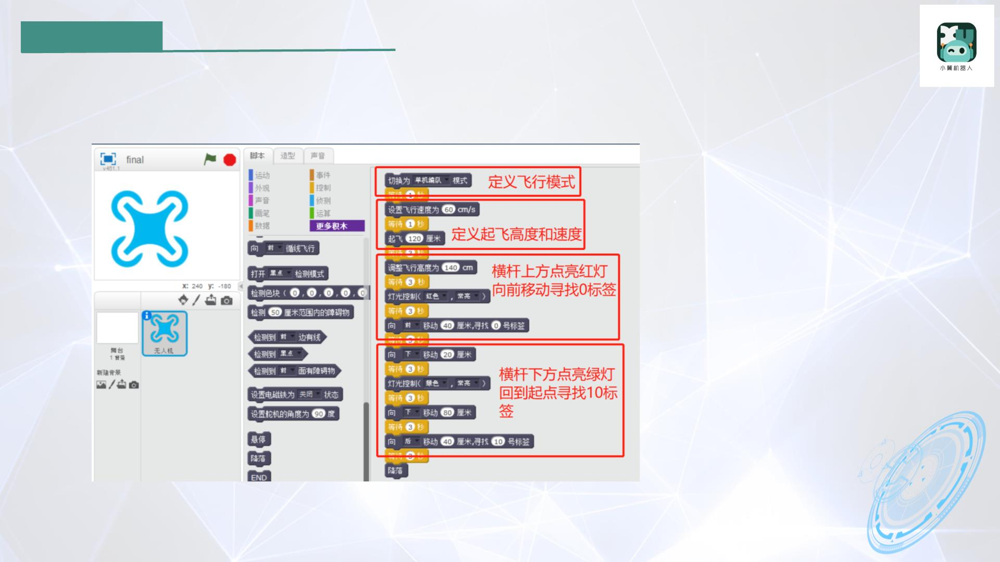 小翼机器人
final
v461.1
脚本
造型
声音
运动
事件
外观
控制
声音
侦测
画笔
运算
数据
更多积木
向 前 循线飞行
打开 黑点 检测模式
检测色块 ( 0 , 0 , 0 , 0 , 0
检测 50 厘米范围内的障碍物
检测到 前 边有线
检测到 黑点
检测到 前 面有障碍物
设置电磁铁为 关闭 状态
设置舵机的角度为 90 度
悬停
降落
END
x: 240 y: -180
舞台
1 背景
无人机
新建背景
切换为 单机编队 模式
定义飞行模式
等待 1 秒
设置飞行速度为 60 cm/s
等待 1 秒
起飞 120 厘米
定义起飞高度和速度
等待 3 秒
调整飞行高度为 140 cm
等待 3 秒
灯光控制( 红色 , 常亮 )
等待 3 秒
向 前 移动 40 厘米,寻找 0 号标签
等待 3 秒
横杆上方点亮红灯
向前移动寻找0标签
向 下 移动 20 厘米
等待 3 秒
灯光控制( 绿色 , 常亮 )
等待 3 秒
向 下 移动 80 厘米
等待 3 秒
向 后 移动 40 厘米,寻找 10 号标签
等待 3 秒
降落
横杆下方点亮绿灯
回到起点寻找10标
签